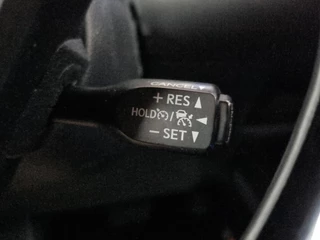 CANCEL
+ RES ▲
HOLD / ◀
− SET ▼